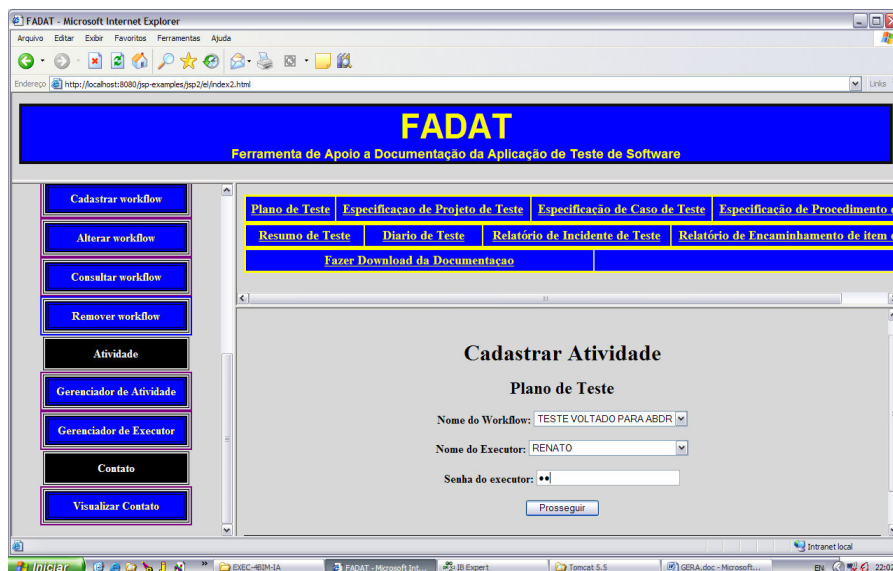 FADAT - Microsoft Internet Explorer
Arquivo Editar Exibir Favoritos Ferramentas Ajuda
Endereço http://localhost:8080/jsp-examples/jsp2/el/index2.html Links
FADAT
Ferramenta de Apoio a Documentação da Aplicação de Teste de Software
Cadastrar workflow
Alterar workflow
Consultar workflow
Remover workflow
Atividade
Gerenciador de Atividade
Gerenciador de Executor
Contato
Visualizar Contato
Plano de Teste Especificaçao de Projeto de Teste Especificação de Caso de Teste Especificação de Procedimento
Resumo de Teste Diario de Teste Relatório de Incidente de Teste Relatório de Encaminhamento de item
Fazer Download da Documentaçao
Cadastrar Atividade
Plano de Teste
Nome do Workflow: TESTE VOLTADO PARA ABDR
Nome do Executor: RENATO
Senha do executor: ••
Prosseguir
Intranet local
Iniciar » EXEC-4BIM-IA FADAT - Microsoft Int... IB Expert Tomcat 5.5 GERA.doc - Microsoft... EN 22:0